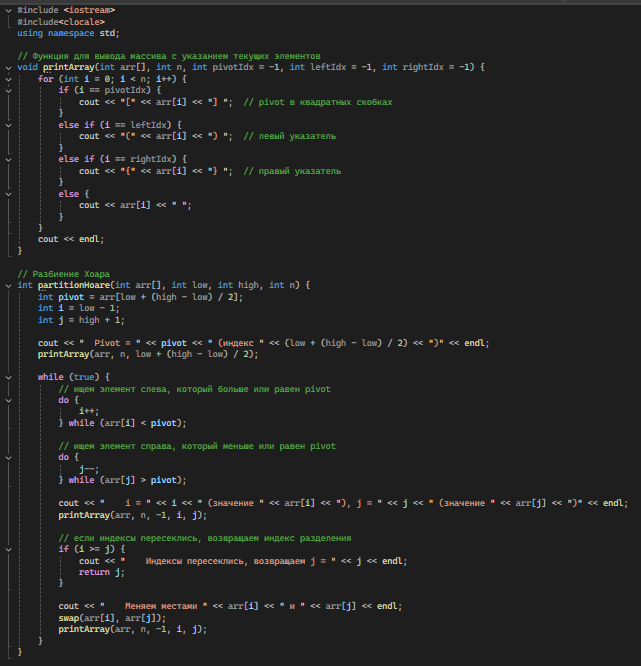 #include <iostream>
#include<clocale>
using namespace std;

// Функция для вывода массива с указанием текущих элементов
void printArray(int arr[], int n, int pivotIdx = -1, int leftIdx = -1, int rightIdx = -1) {
    for (int i = 0; i < n; i++) {
        if (i == pivotIdx) {
            cout << "[" << arr[i] << "] ";  // pivot в квадратных скобках
        }
        else if (i == leftIdx) {
            cout << "(" << arr[i] << ") ";  // левый указатель
        }
        else if (i == rightIdx) {
            cout << "{" << arr[i] << "} ";  // правый указатель
        }
        else {
            cout << arr[i] << " ";
        }
    }
    cout << endl;
}

// Разбиение Хоара
int partitionHoare(int arr[], int low, int high, int n) {
    int pivot = arr[low + (high - low) / 2];
    int i = low - 1;
    int j = high + 1;

    cout << "  Pivot = " << pivot << " (индекс " << (low + (high - low) / 2) << ")" << endl;
    printArray(arr, n, low + (high - low) / 2);

    while (true) {
        // ищем элемент слева, который больше или равен pivot
        do {
            i++;
        } while (arr[i] < pivot);

        // ищем элемент справа, который меньше или равен pivot
        do {
            j--;
        } while (arr[j] > pivot);

        cout << "    i = " << i << " (значение " << arr[i] << "), j = " << j << " (значение " << arr[j] << ")" << endl;
        printArray(arr, n, -1, i, j);

        // если индексы пересеклись, возвращаем индекс разделения
        if (i >= j) {
            cout << "    Индексы пересеклись, возвращаем j = " << j << endl;
            return j;
        }

        cout << "    Меняем местами " << arr[i] << " и " << arr[j] << endl;
        swap(arr[i], arr[j]);
        printArray(arr, n, -1, i, j);
    }
}